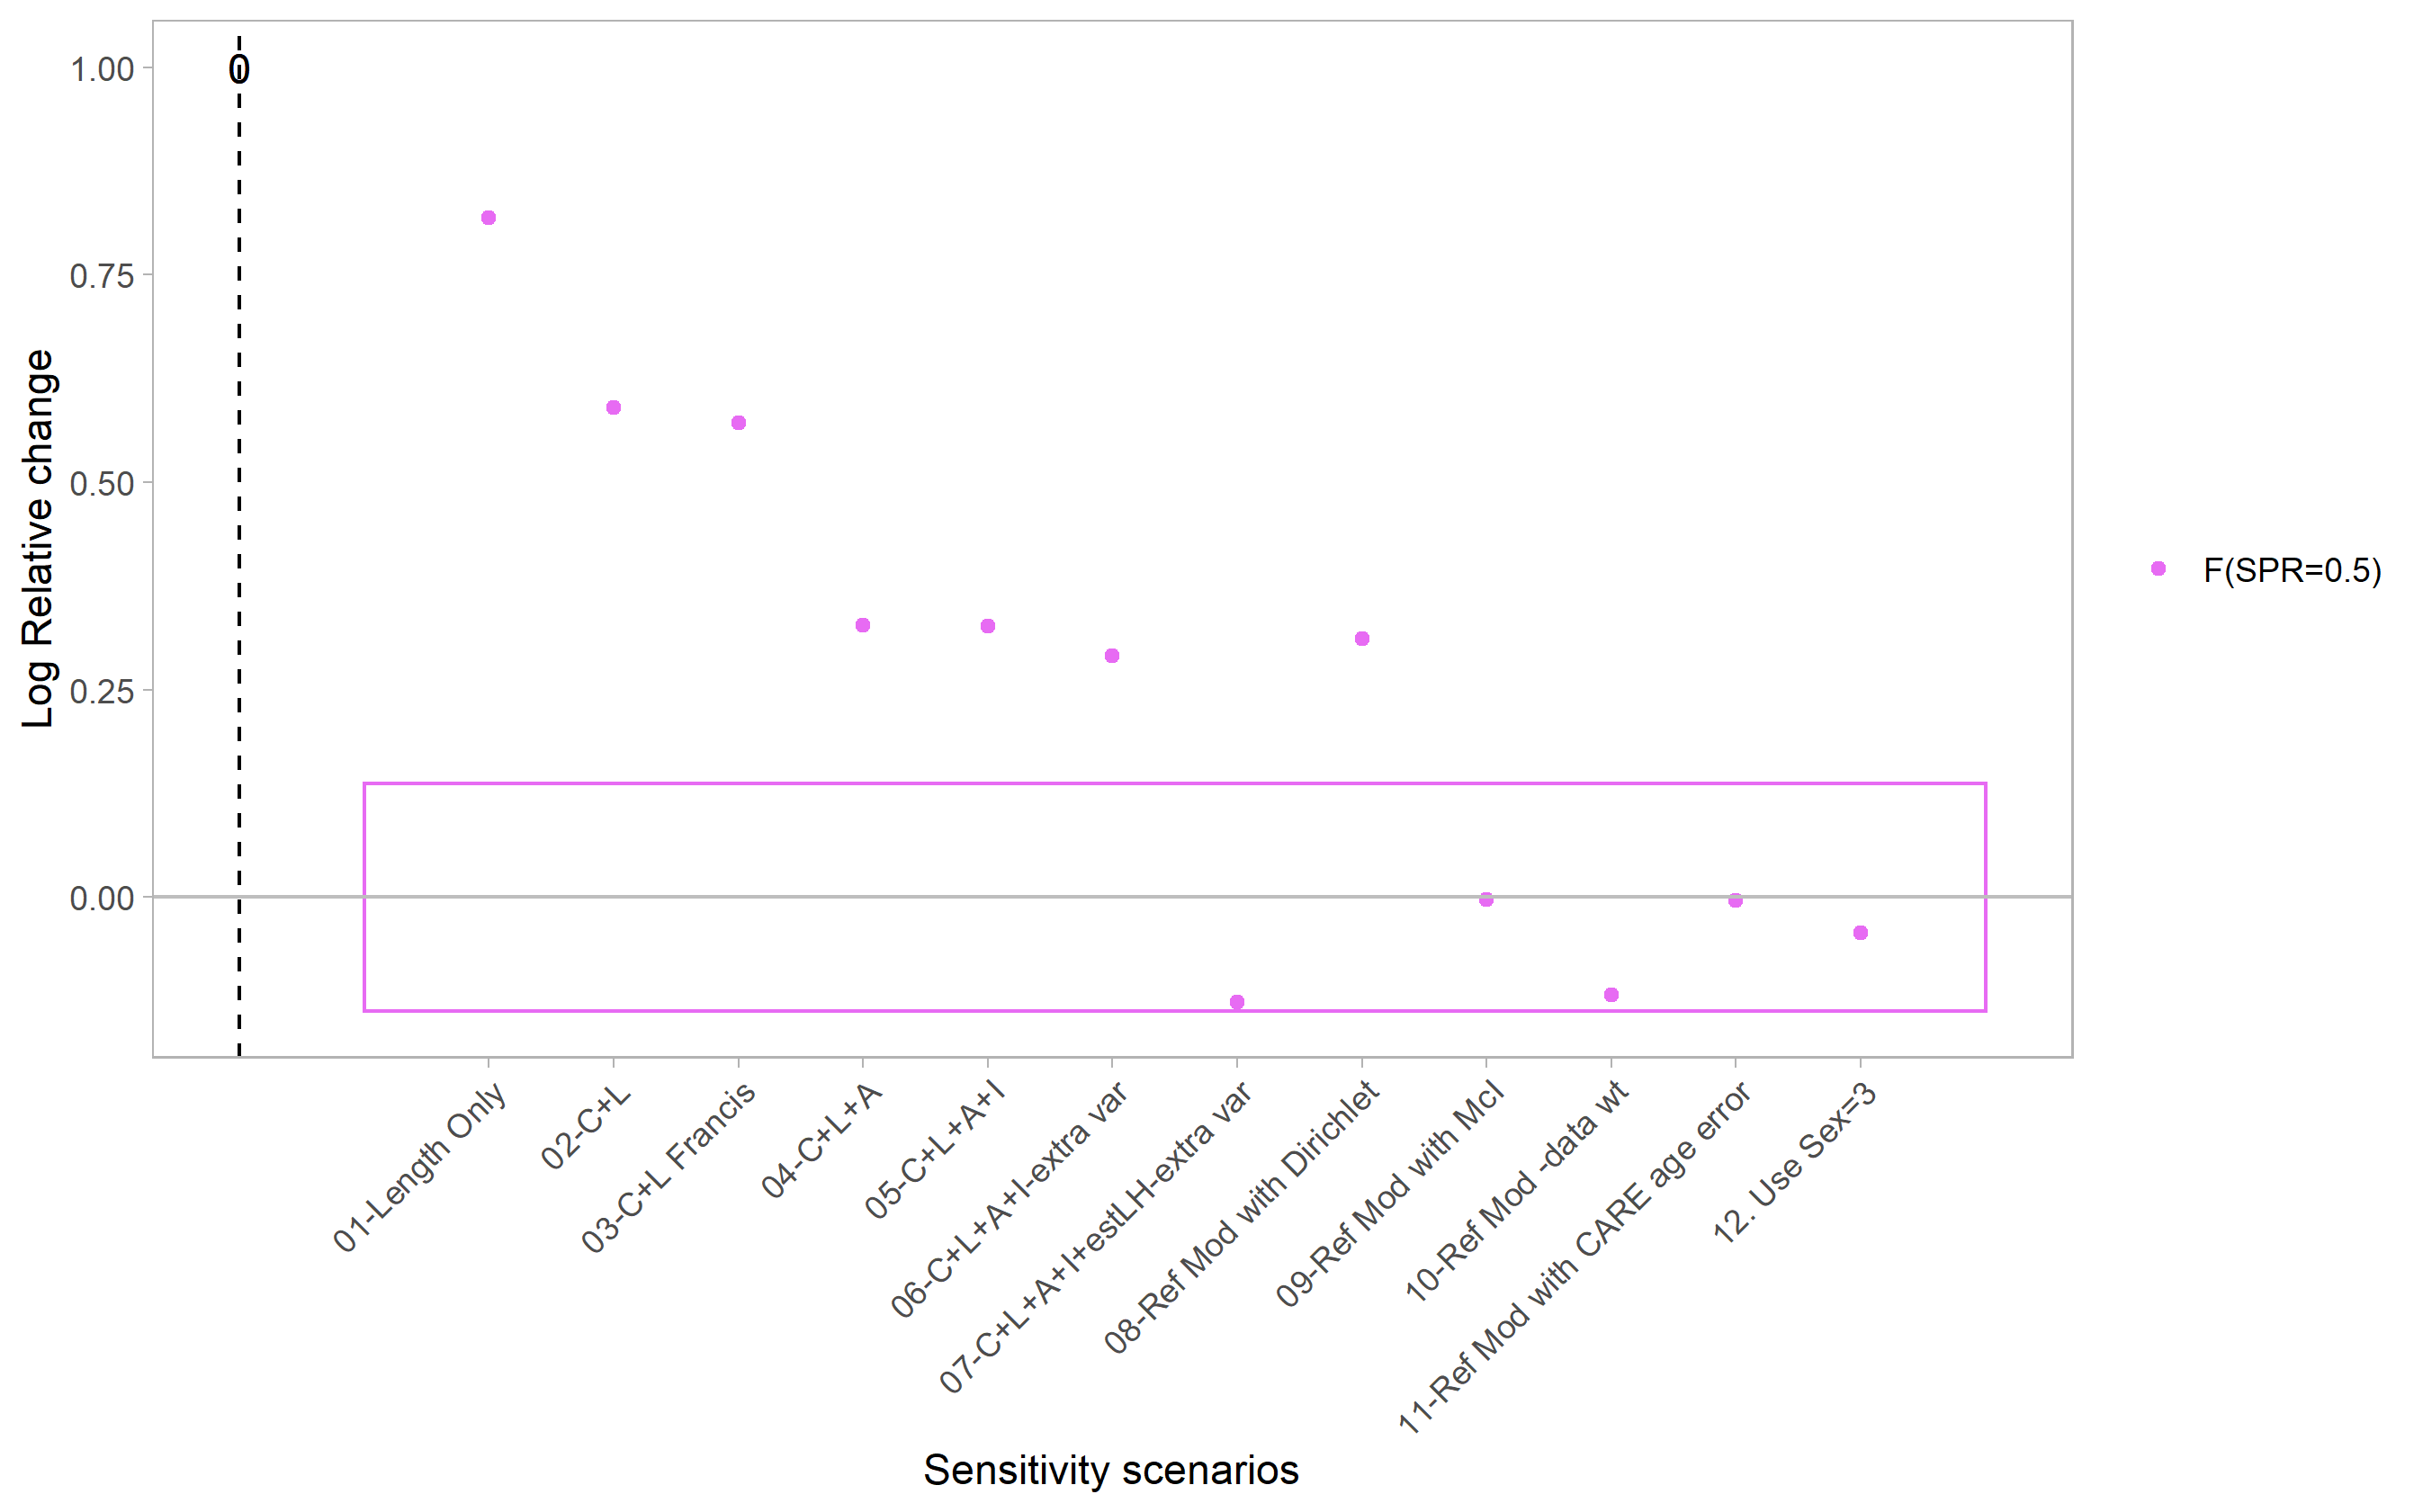 Log Relative change
1.00
0.75
0.50
0.25
0.00
0
01-Length Only
02-C+L
03-C+L Francis
04-C+L+A
05-C+L+A+I
06-C+L+A+I-extra var
07-C+L+A+I+estLH-extra var
08-Ref Mod with Dirichlet
09-Ref Mod with McI
10-Ref Mod -data wt
11-Ref Mod with CARE age error
12. Use Sex=3
Sensitivity scenarios
F(SPR=0.5)